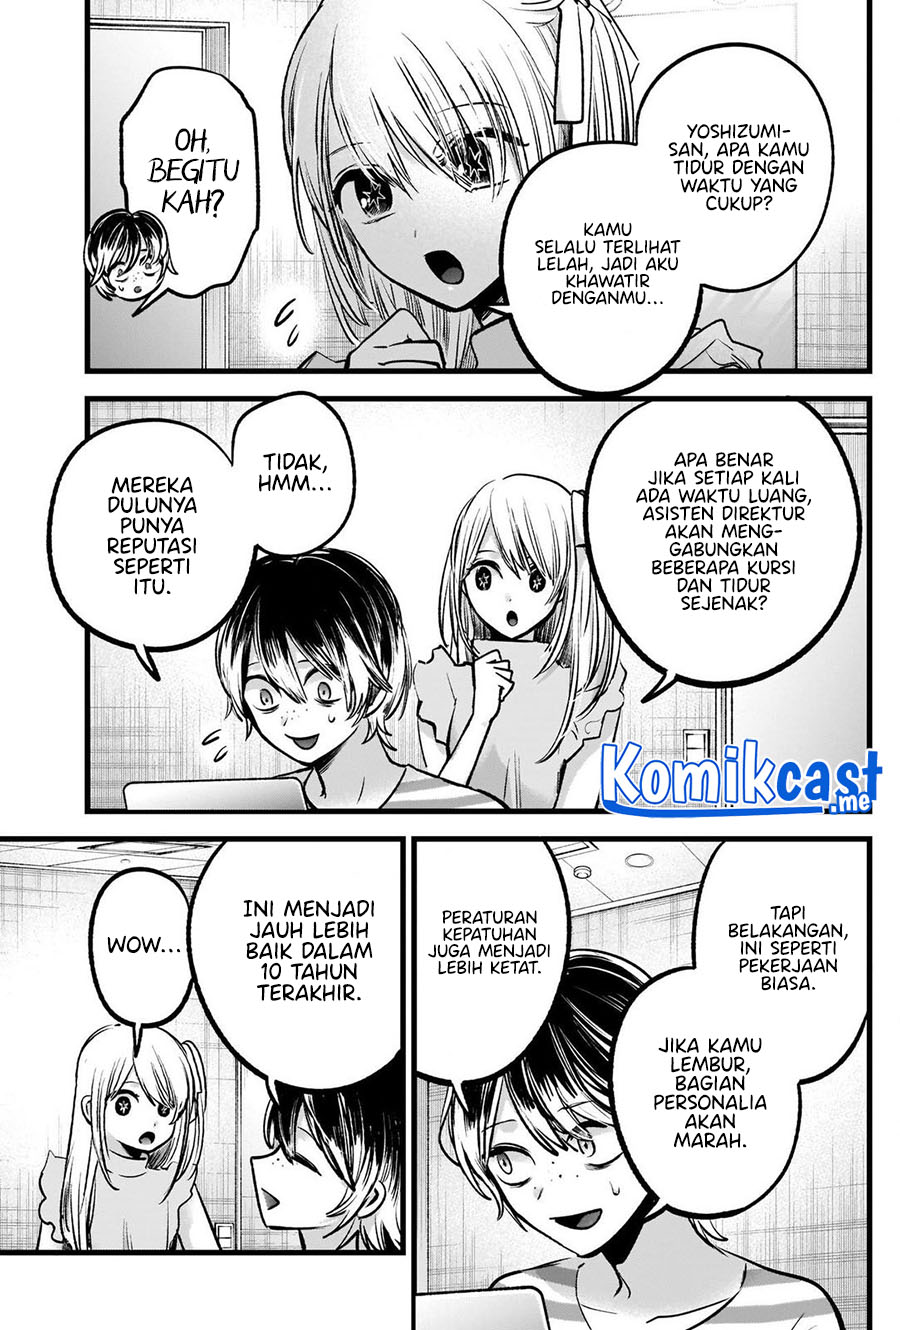 YOSHIZUMI-
SAN, APA KAMU
TIDUR DENGAN
WAKTU YANG
CUKUP?
KAMU
SELALU TERLIHAT
LELAH, JADI AKU
KHAWATIR
DENGANMU...
OH,
BEGITU
KAH?
APA BENAR
JIKA SETIAP KALI
ADA WAKTU LUANG,
ASISTEN DIREKTUR
AKAN MENG-
GABUNGKAN
BEBERAPA KURSI
DAN TIDUR
SEJENAK?
TIDAK,
HMM...
MEREKA
DULUNYA
PUNYA
REPUTASI
SEPERTI
ITU.
Komikcast
.me
TAPI
BELAKANGAN,
INI SEPERTI
PEKERJAAN
BIASA.
JIKA KAMU
LEMBUR,
BAGIAN
PERSONALIA
AKAN
MARAH.
PERATURAN
KEPATUHAN
JUGA MENJADI
LEBIH KETAT.
INI MENJADI
JAUH LEBIH
BAIK DALAM
10 TAHUN
TERAKHIR.
WOW...